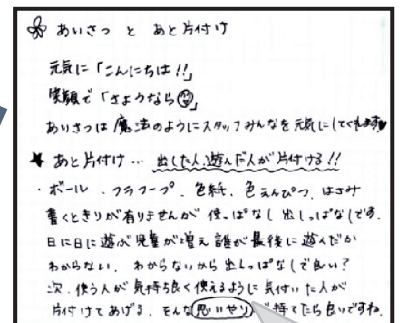 あいさつ と あと片付け
元気に「こんにちは!!」
笑顔で「さようなら😊」
あいさつは 魔法のようにスタッフみんなを元気にしてくれます♥
★ あと片付け… 出した人、遊んだ人が片付ける!!
・ボール、フラフープ、色紙、色えんぴつ、はさみ
書くときりが有りませんが 使っぱなし 出しっぱなしです。
日に日に遊ぶ児童が増え 誰が最後に遊んだか
わからない、わからないから出しっぱなしで良い?
次、使う人が気持ち良く使えるように気付いた人が
片付けてあげる、そんな思いやりが持てたら良いですね。